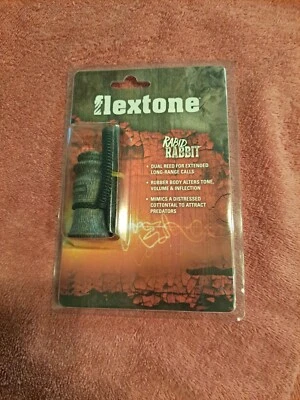 flextone
RABID
RABBIT
• DUAL REED FOR EXTENDED
LONG-RANGE CALLS
• RUBBER BODY ALTERS TONE,
VOLUME & INFLECTION
• MIMICS A DISTRESSED
COTTONTAIL TO ATTRACT
PREDATORS